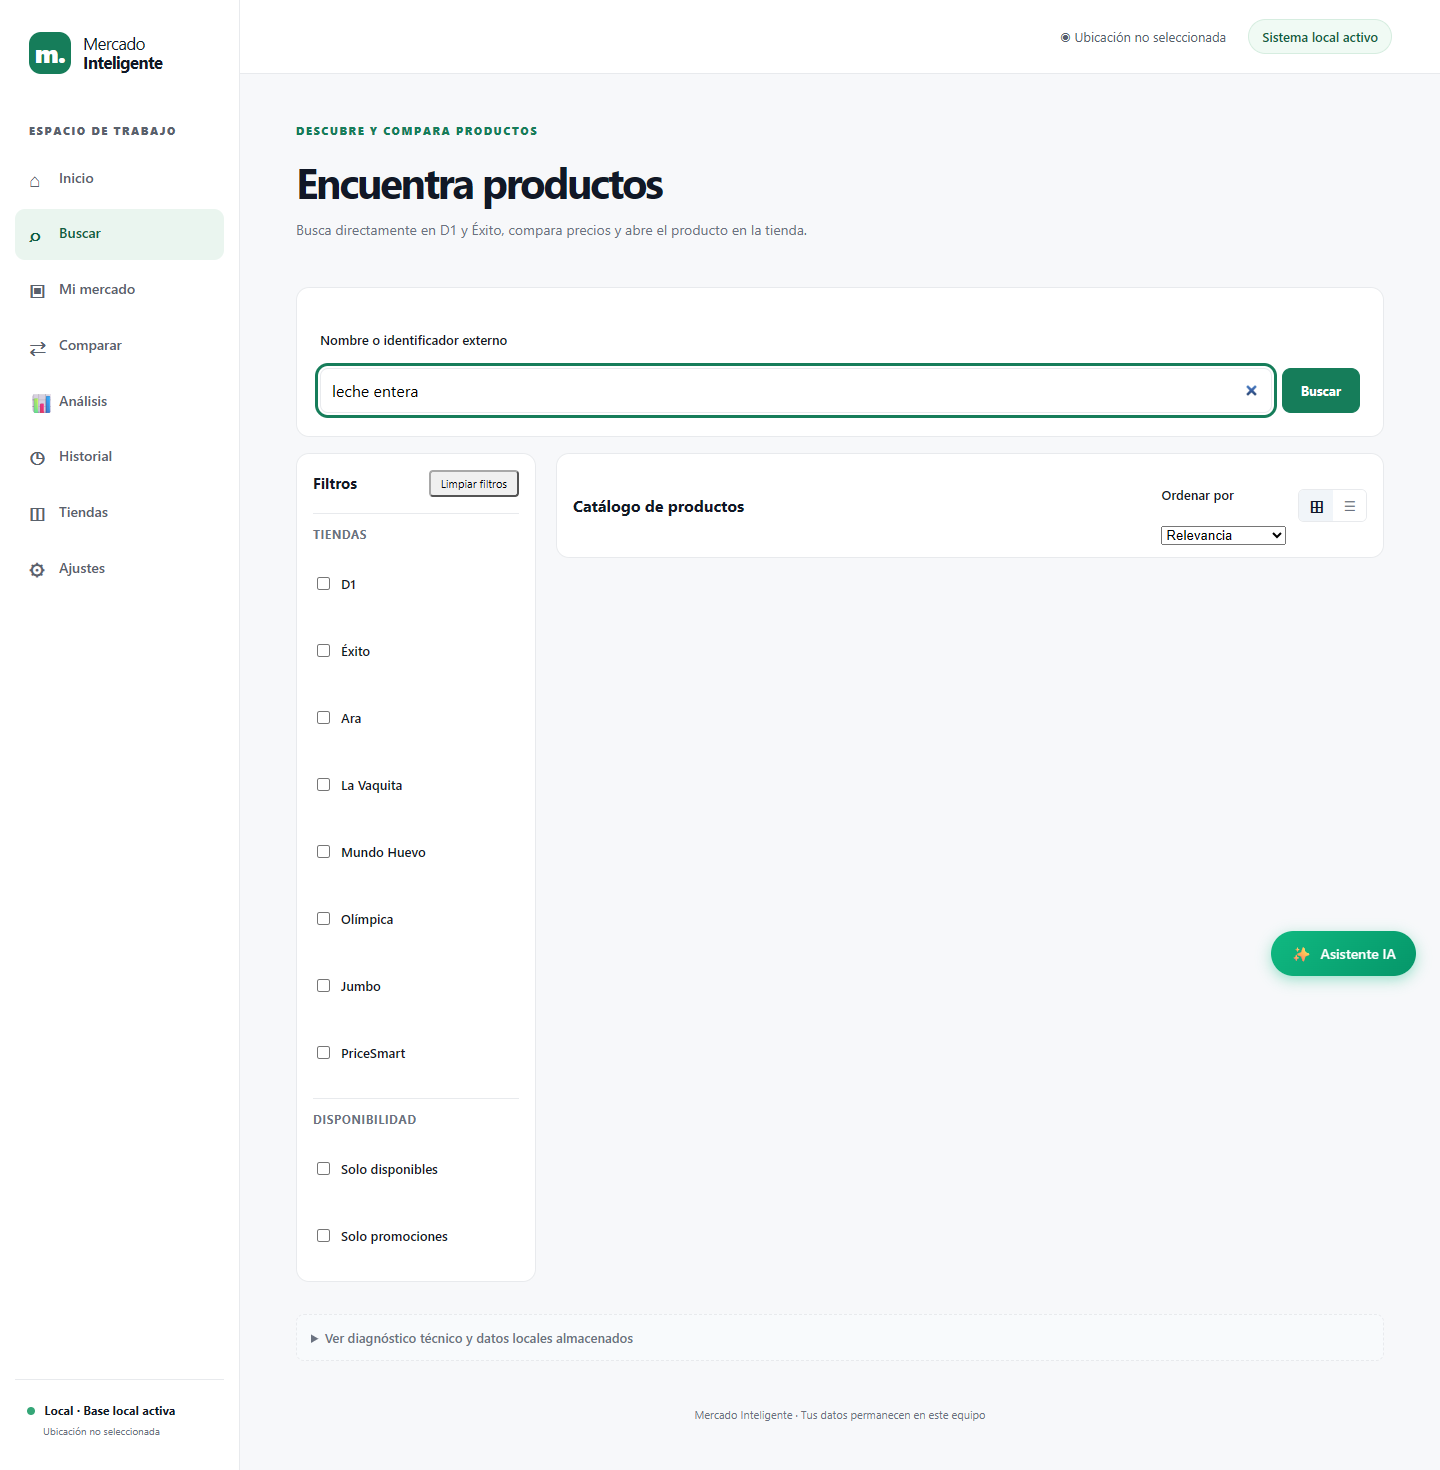 m.
Mercado
Inteligente
ESPACIO DE TRABAJO
Inicio
Buscar
Mi mercado
Comparar
Análisis
Historial
Tiendas
Ajustes
Local · Base local activa
Ubicación no seleccionada
Ubicación no seleccionada
Sistema local activo
DESCUBRE Y COMPARA PRODUCTOS
Encuentra productos
Busca directamente en D1 y Éxito, compara precios y abre el producto en la tienda.
Nombre o identificador externo
leche entera
Buscar
Filtros
Limpiar filtros
TIENDAS
D1
Éxito
Ara
La Vaquita
Mundo Huevo
Olímpica
Jumbo
PriceSmart
DISPONIBILIDAD
Solo disponibles
Solo promociones
Catálogo de productos
Ordenar por
Relevancia
Asistente IA
Ver diagnóstico técnico y datos locales almacenados
Mercado Inteligente · Tus datos permanecen en este equipo